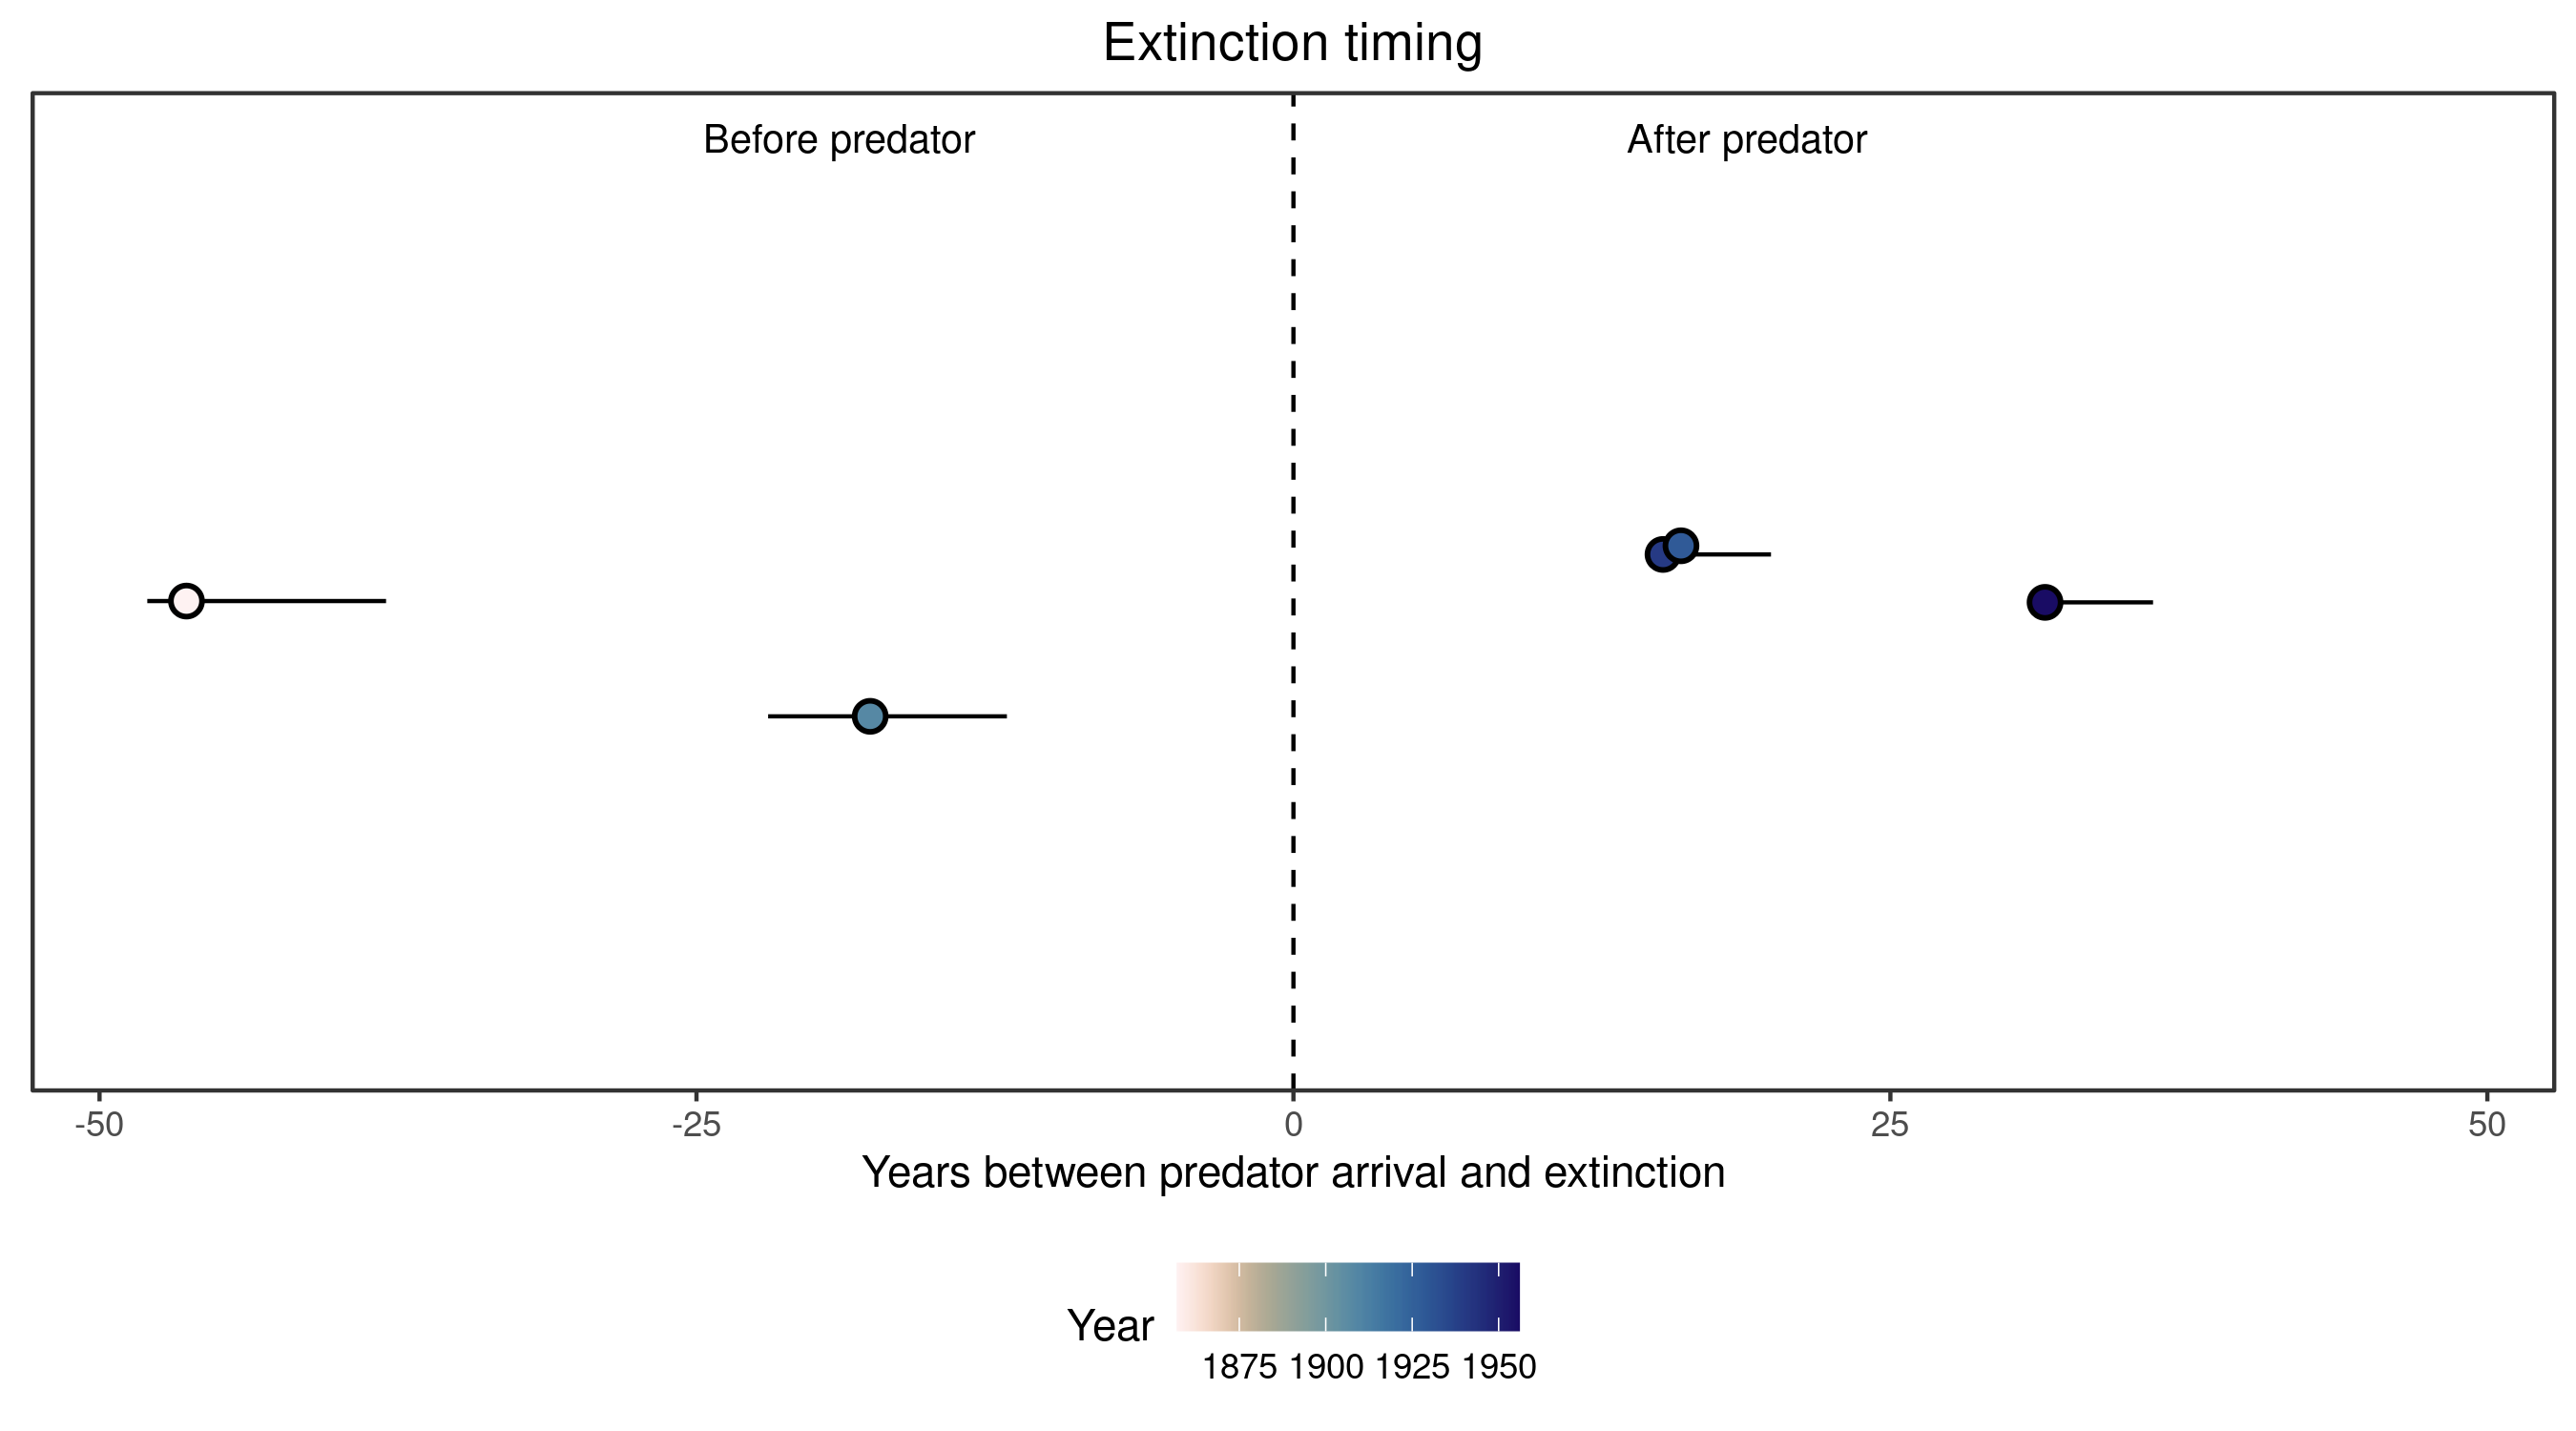 Extinction timing
Before predator
After predator
-50
-25
0
25
50
Years between predator arrival and extinction
Year
1875 1900 1925 1950